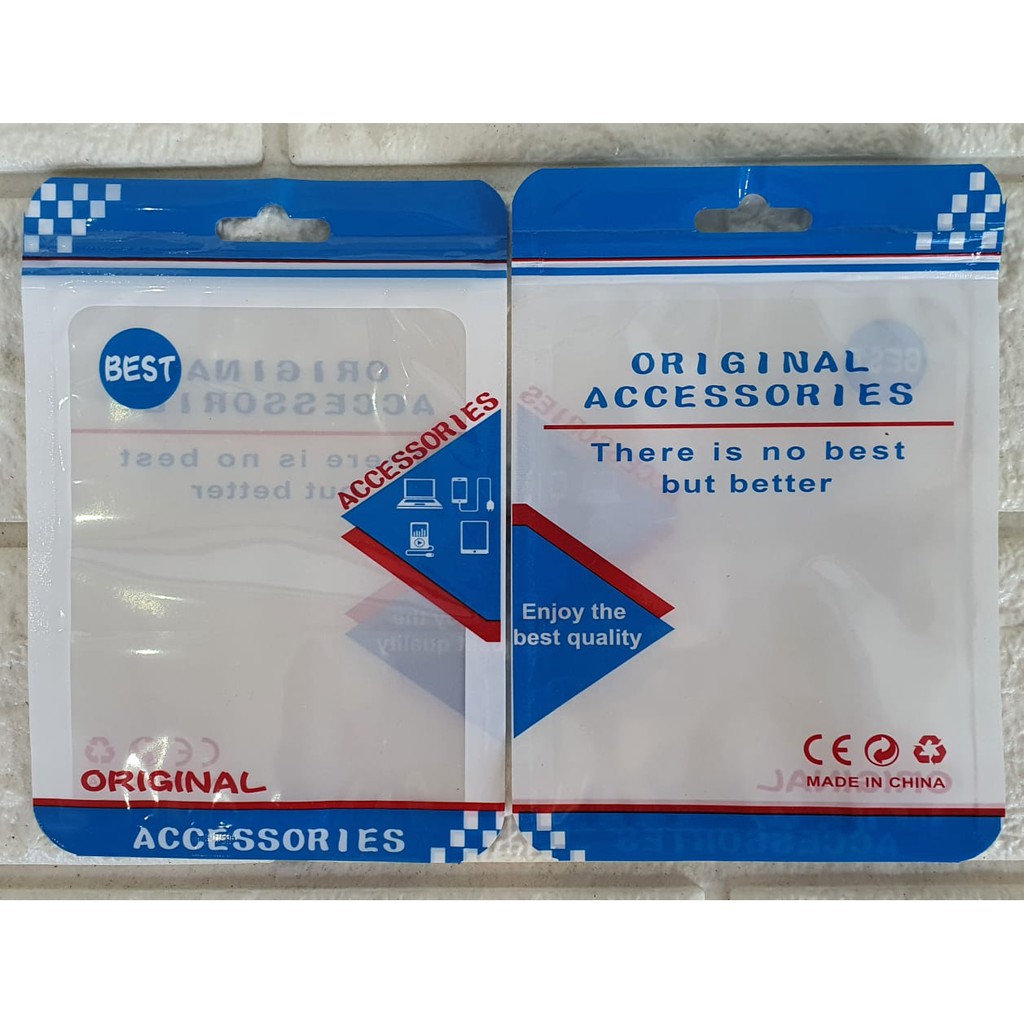 BEST
ACCESSORIES
ORIGINAL
ACCESSORIES
ORIGINAL
ACCESSORIES
There is no best
but better
Enjoy the
best quality
CE
MADE IN CHINA